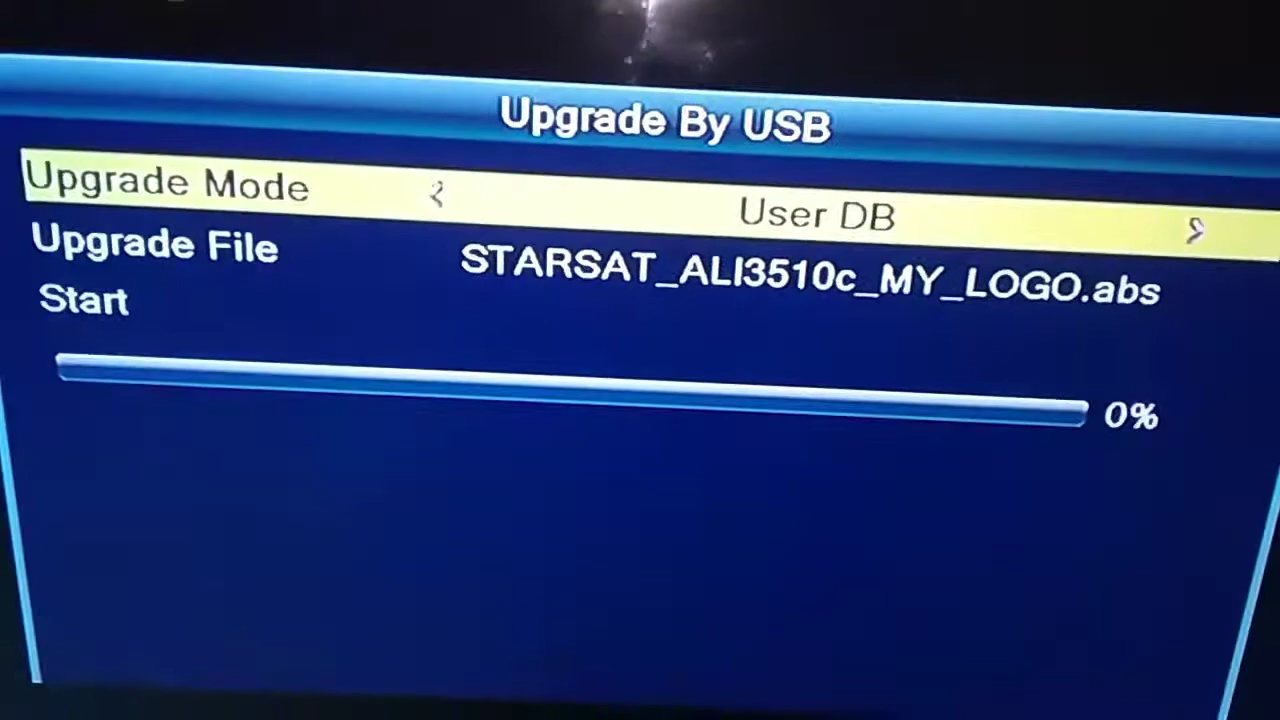 Upgrade By USB
Upgrade Mode User DB
Upgrade File STARSAT_ALI3510c_MY_LOGO.abs
Start
0%